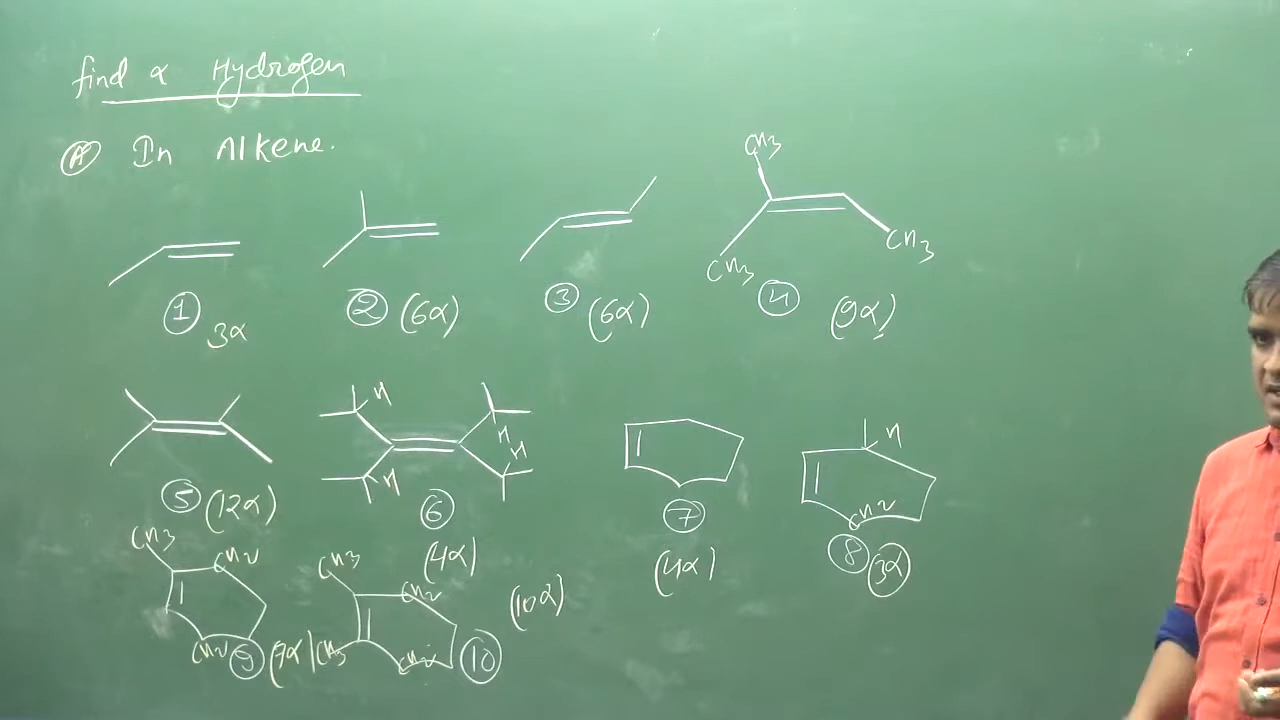 find α Hydrogen
Ⓐ In Alkene.
CH3
CH3
CH3
① 3α
② (6α)
③ (6α)
④ (9α)
H
H
H
H
H
⑤ (12α)
⑥ (4α)
⑦ (4α)
CH2
⑧ (3α)
CH3
CH2
CH2
⑨ (7α)
CH3
CH2
CH3
CH2
⑩ (10α)